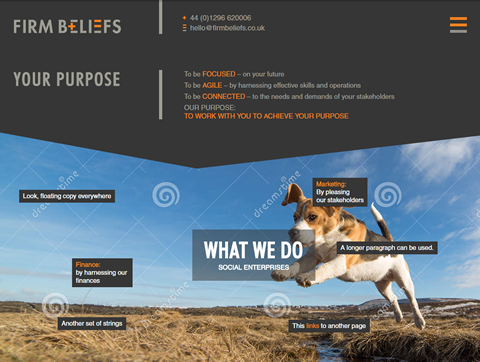 FIRM BELIEFS
+ 44 (0)1296 620006
hello@firmbeliefs.co.uk
YOUR PURPOSE
To be FOCUSED – on your future
To be AGILE – by harnessing effective skills and operations
To be CONNECTED – to the needs and demands of your stakeholders
OUR PURPOSE:
TO WORK WITH YOU TO ACHIEVE YOUR PURPOSE
Look, floating copy everywhere
Marketing:
By pleasing
our stakeholders
WHAT WE DO
SOCIAL ENTERPRISES
A longer paragraph can be used.
Finance:
by harnessing our
finances
Another set of strings
This links to another page
dreamstime
dreamstime
dreamstime
dreamstime